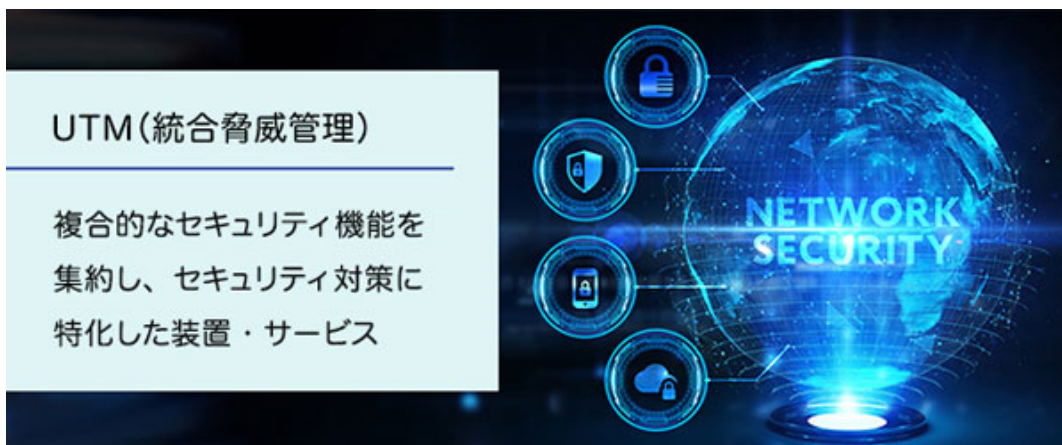 UTM(統合脅威管理)
複合的なセキュリティ機能を
集約し、セキュリティ対策に
特化した装置・サービス
NETWORK
SECURITY